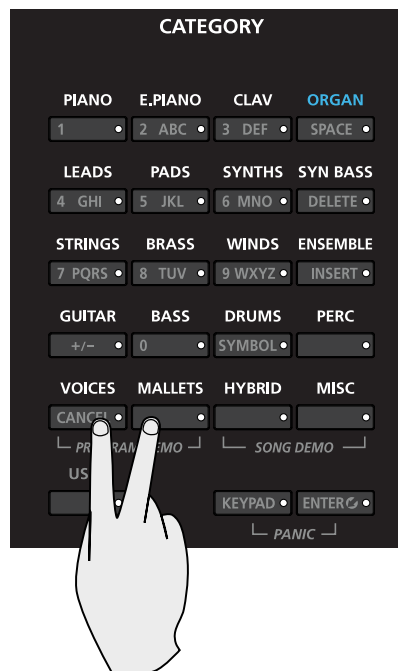 CATEGORY
PIANO E.PIANO CLAV ORGAN
1 2 ABC 3 DEF SPACE
LEADS PADS SYNTHS SYN BASS
4 GHI 5 JKL 6 MNO DELETE
STRINGS BRASS WINDS ENSEMBLE
7 PQRS 8 TUV 9 WXYZ INSERT
GUITAR BASS DRUMS PERC
+/− 0 SYMBOL
VOICES MALLETS HYBRID MISC
CANCEL
SONG DEMO
KEYPAD ENTER
PANIC